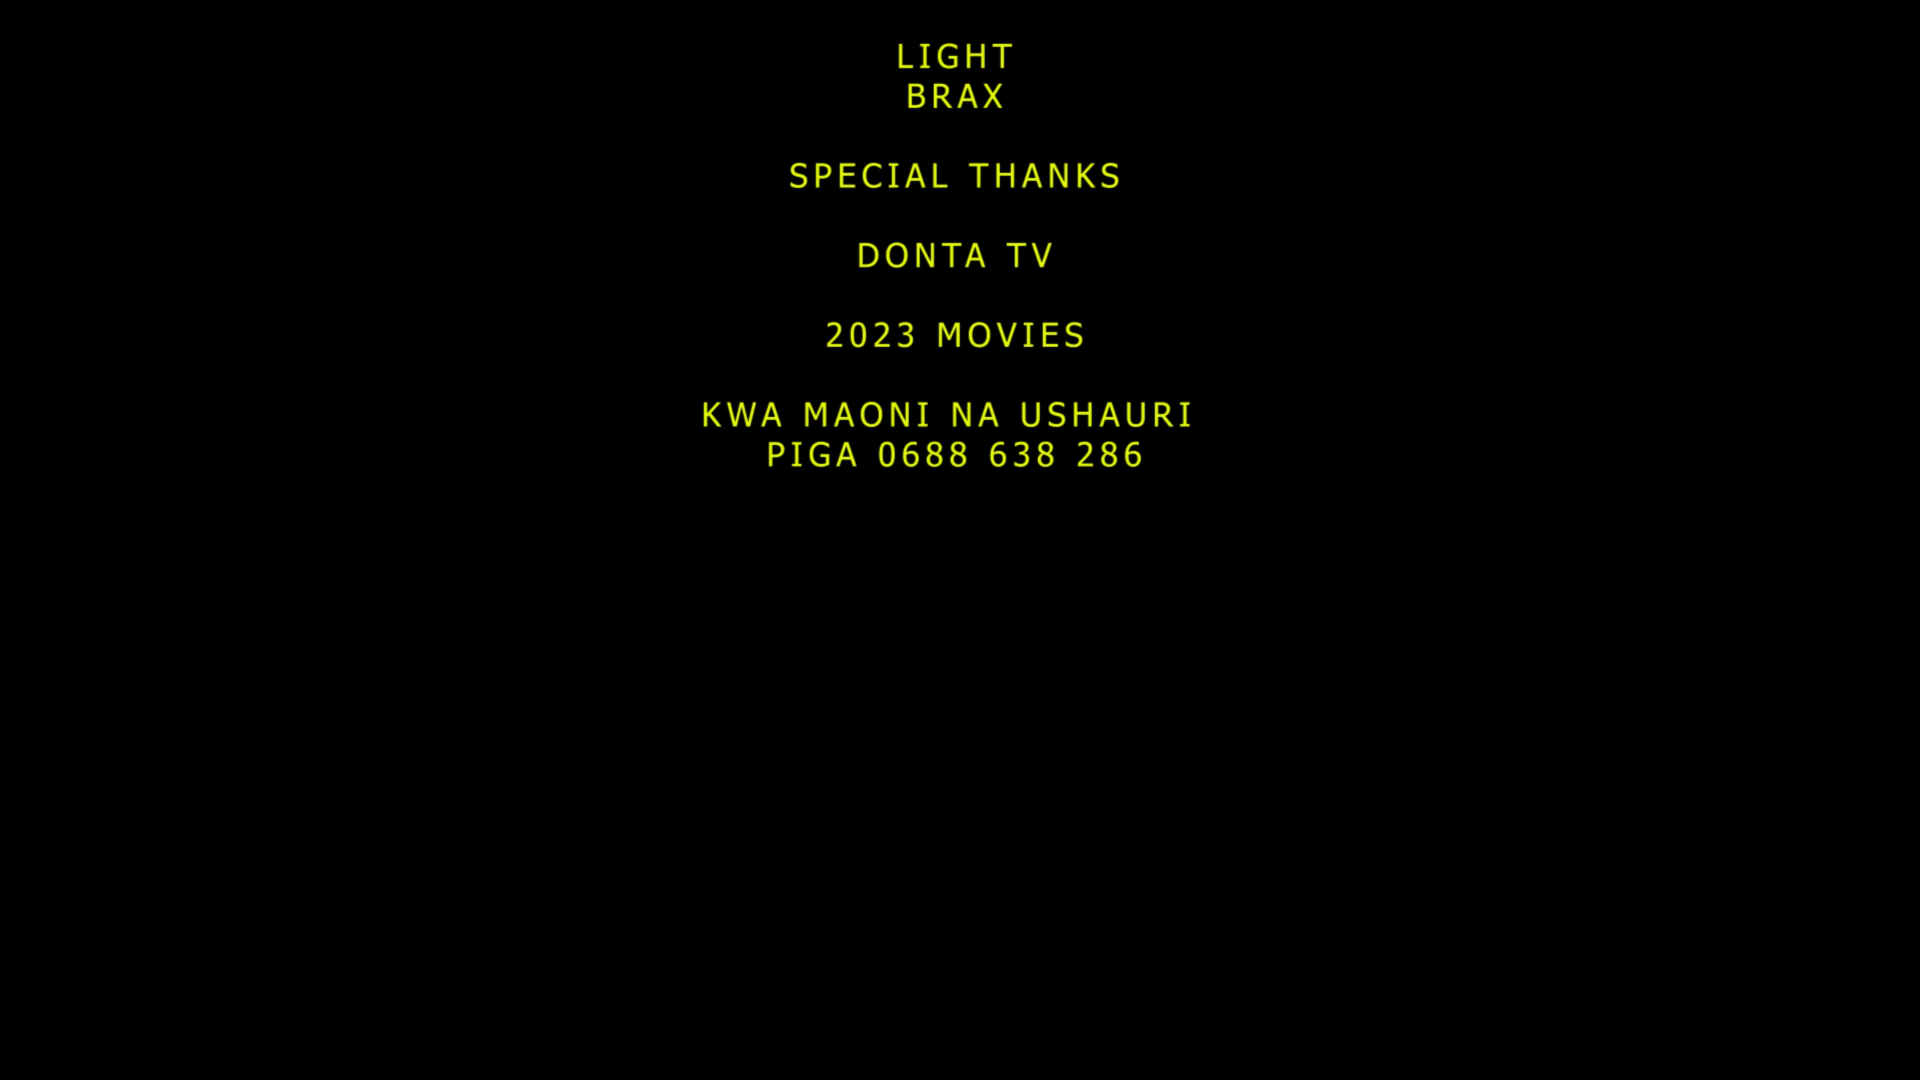 LIGHT
BRAX
SPECIAL THANKS
DONTA TV
2023 MOVIES
KWA MAONI NA USHAURI
PIGA 0688 638 286